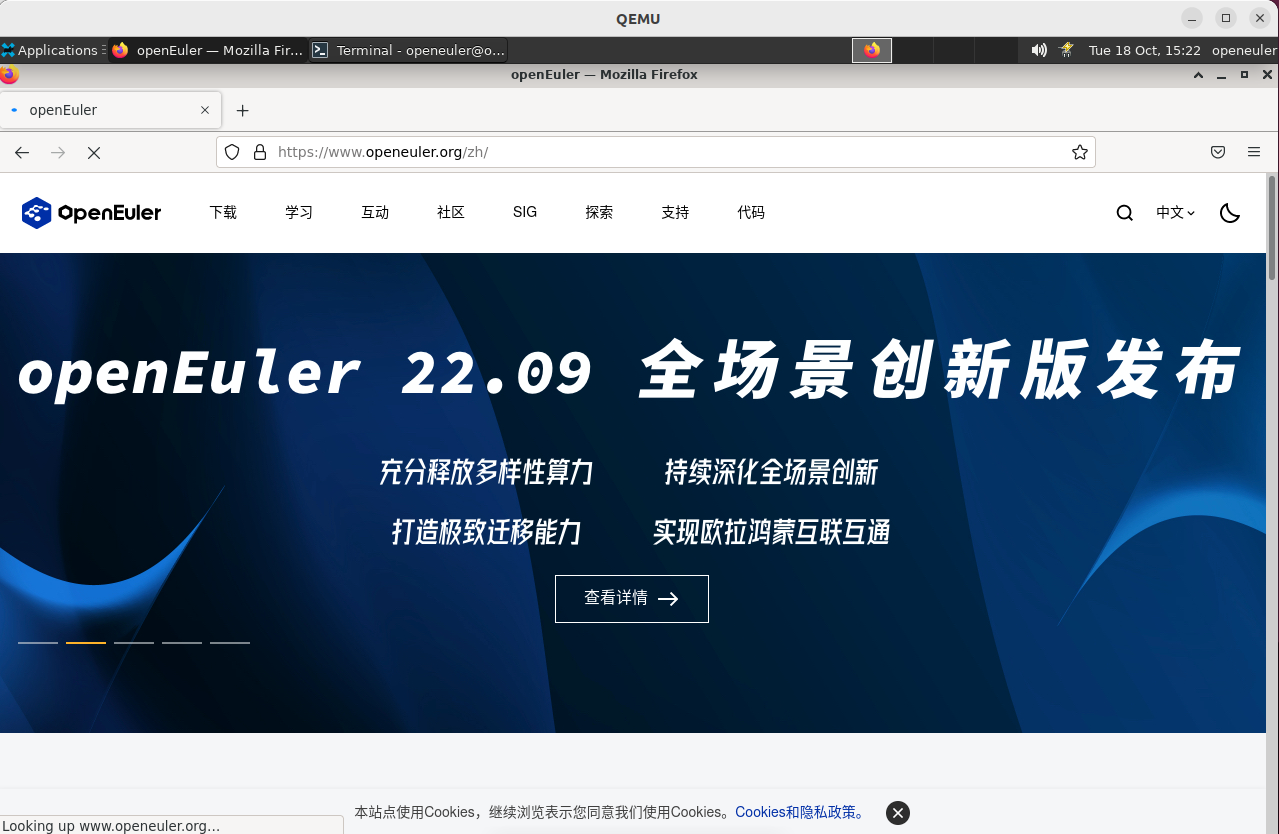 QEMU
Applications openEuler — Mozilla Fir... Terminal - openeuler@o... Tue 18 Oct, 15:22 openeuler
openEuler — Mozilla Firefox
openEuler
https://www.openeuler.org/zh/
OpenEuler 下载 学习 互动 社区 SIG 探索 支持 代码 中文
openEuler 22.09 全场景创新版发布
充分释放多样性算力 持续深化全场景创新
打造极致迁移能力 实现欧拉鸿蒙互联互通
查看详情
本站点使用Cookies，继续浏览表示您同意我们使用Cookies。Cookies和隐私政策。
Looking up www.openeuler.org...